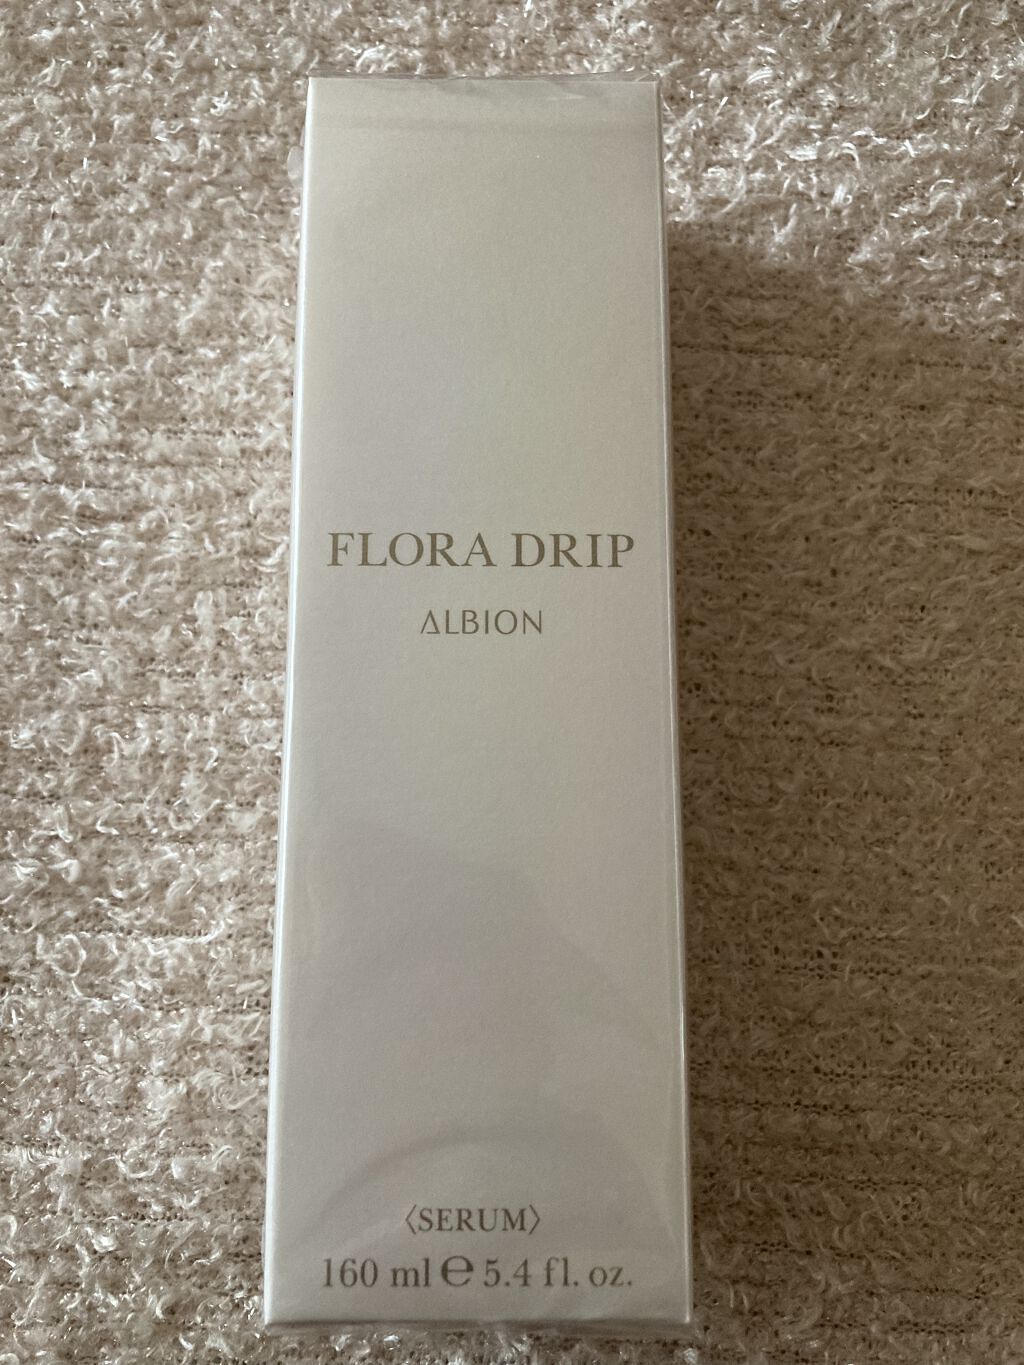 FLORA DRIP
ALBION
〈SERUM〉
160 ml ℮ 5.4 fl. oz.